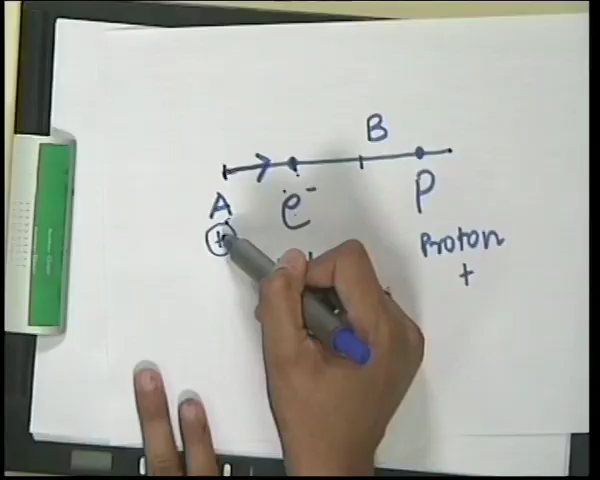 B
A e⁻ P
+ Proton
+